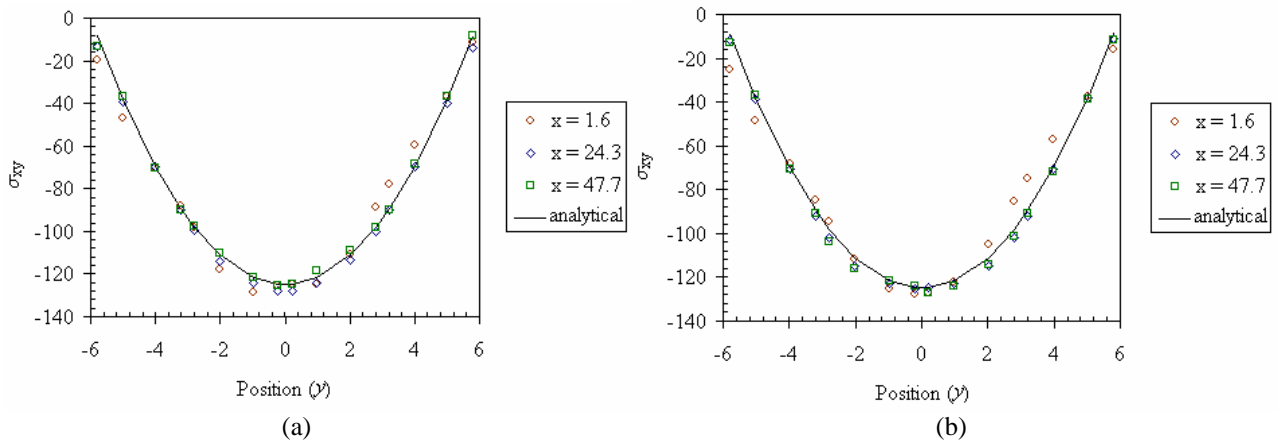 0
-20
-40
-60
-80
-100
-120
-140
σxy
-6 -4 -2 0 2 4 6
Position (y)
x = 1.6
x = 24.3
x = 47.7
analytical
(a)
0
-20
-40
-60
-80
-100
-120
-140
σxy
-6 -4 -2 0 2 4 6
Position (y)
x = 1.6
x = 24.3
x = 47.7
analytical
(b)